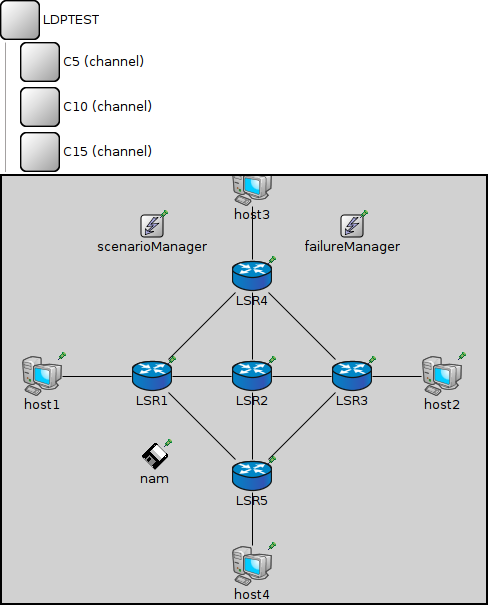 LDPTEST
C5 (channel)
C10 (channel)
C15 (channel)
host3
scenarioManager
failureManager
LSR4
host1
LSR1
LSR2
LSR3
host2
nam
LSR5
host4